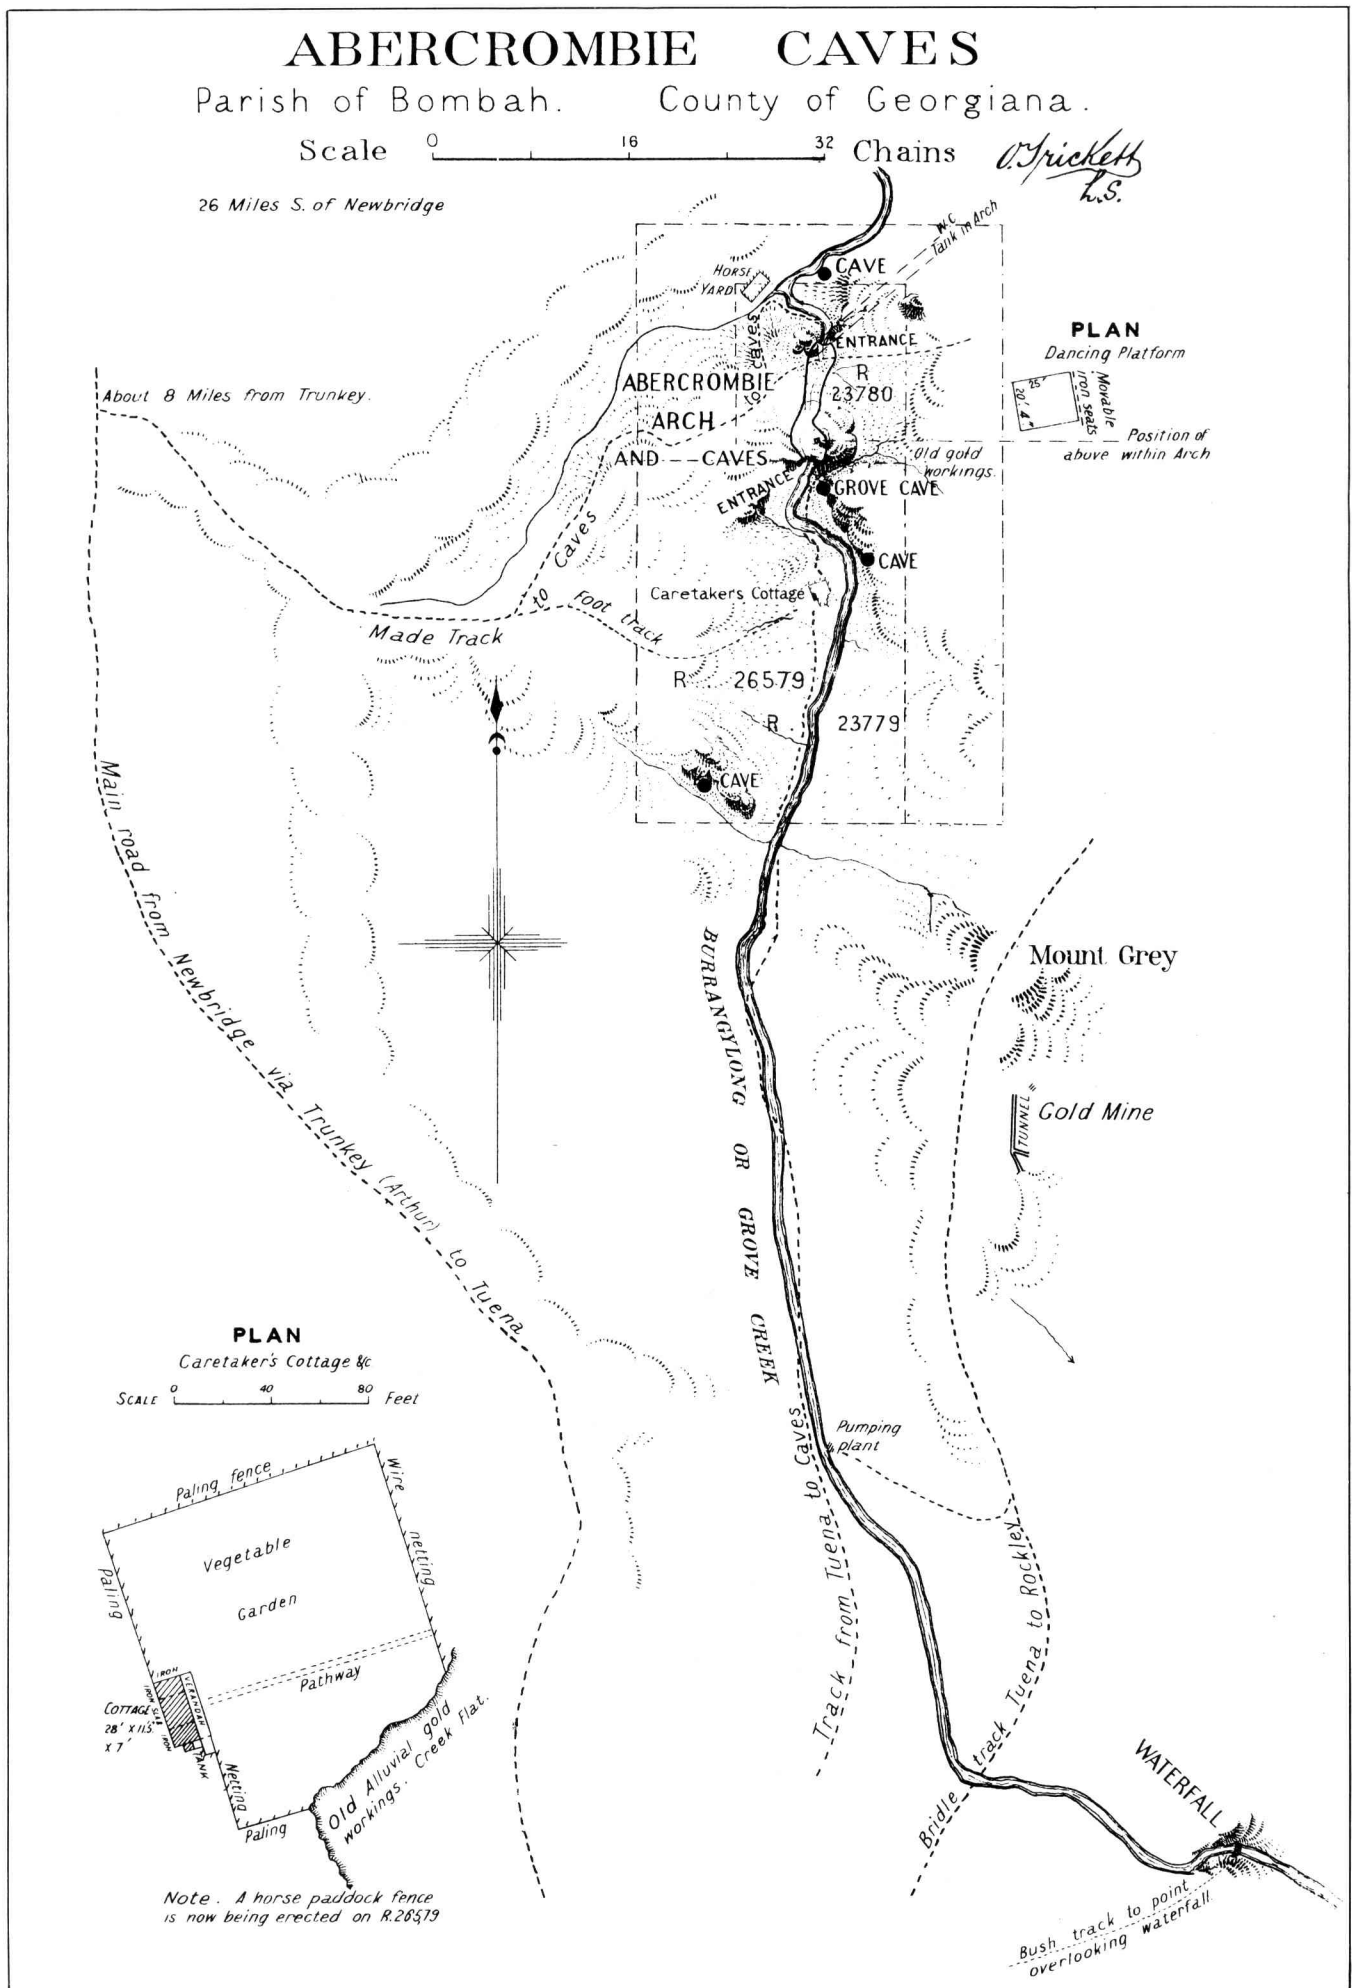 ABERCROMBIE CAVES
Parish of Bombah. County of Georgiana.
Scale 0 16 32 Chains
O. Trickett
L.S.
26 Miles S. of Newbridge
W.C
Tank in Arch
CAVE
HORSE
YARD
to Caves
ENTRANCE
R
23780
ABERCROMBIE
ARCH
AND CAVES
PLAN
Dancing Platform
25'
20' 4"
Movable
iron seats
Position of
above within Arch
About 8 Miles from Trunkey.
Old gold
workings.
ENTRANCE
GROVE CAVE
CAVE
to Caves
Caretakers Cottage
Foot track
Made Track
R 26579
R 23779
CAVE
Main road from Newbridge via Trunkey (Arthur) to Tuena
BURRANGYLONG OR GROVE CREEK
Mount Grey
TUNNEL
Gold Mine
PLAN
Caretaker's Cottage &c
SCALE 0 40 80 Feet
Pumping
plant
Paling fence
Wire netting
Vegetable
Garden
Paling
Pathway
IRON
VERANDAH
IRON
SLAB
IRON
COTTAGE
28' X 11.5'
X 7'
TANK
Netting
Paling
Old Alluvial gold
workings. Creek Flat.
Track from Tuena to Caves
Bridle track Tuena to Rockley
WATERFALL
Bush track to point
overlooking waterfall
Note. A horse paddock fence
is now being erected on R.26579